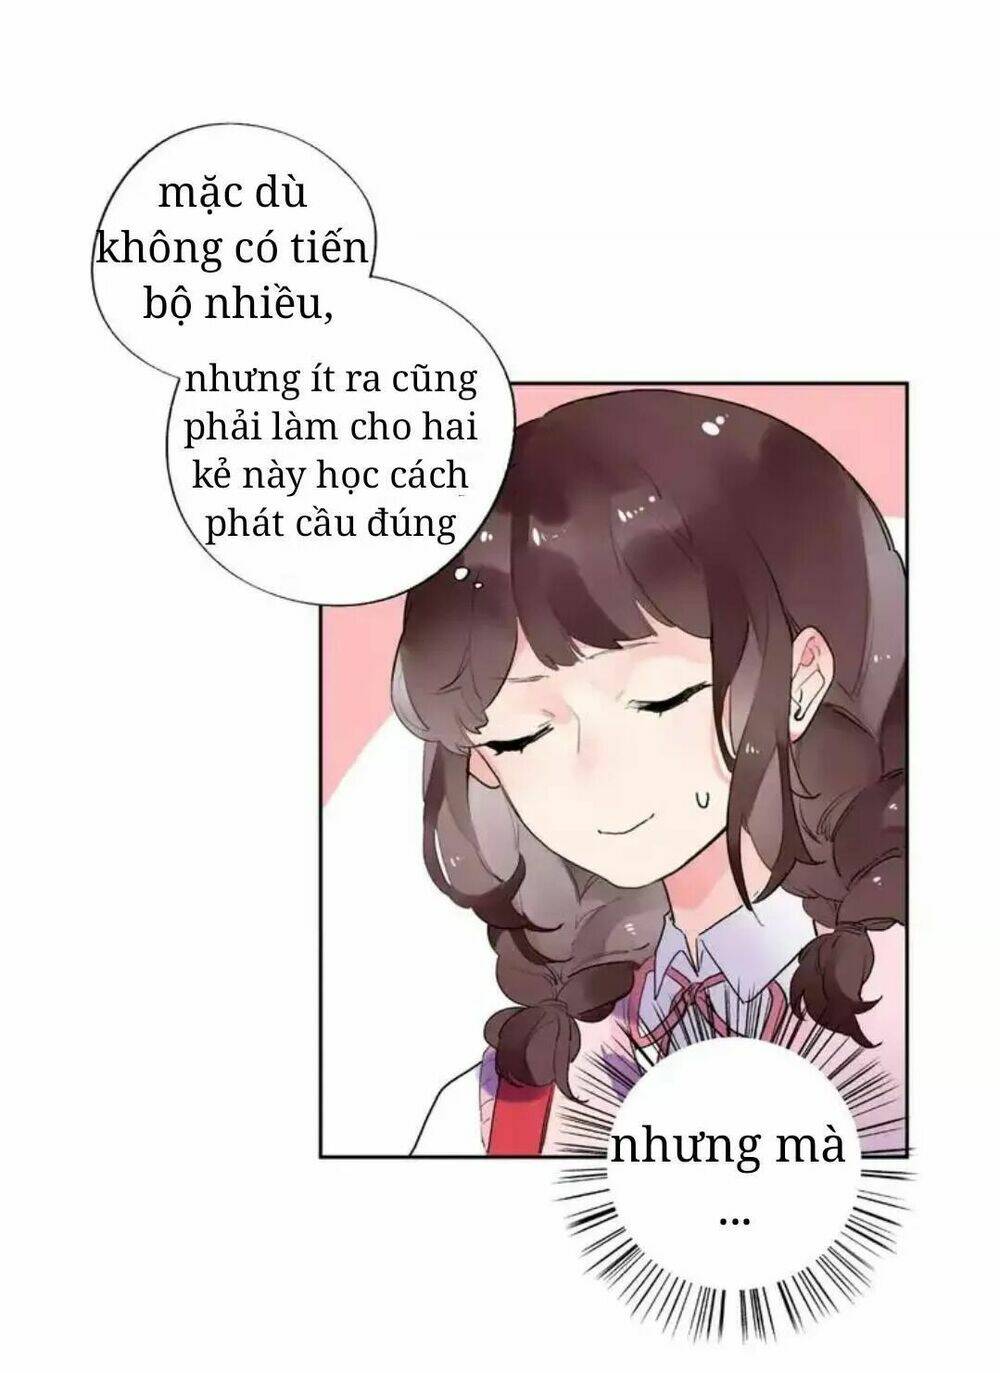 mặc dù
không có tiến
bộ nhiều,
nhưng ít ra cũng
phải làm cho hai
kẻ này học cách
phát cầu đúng
nhưng mà
...